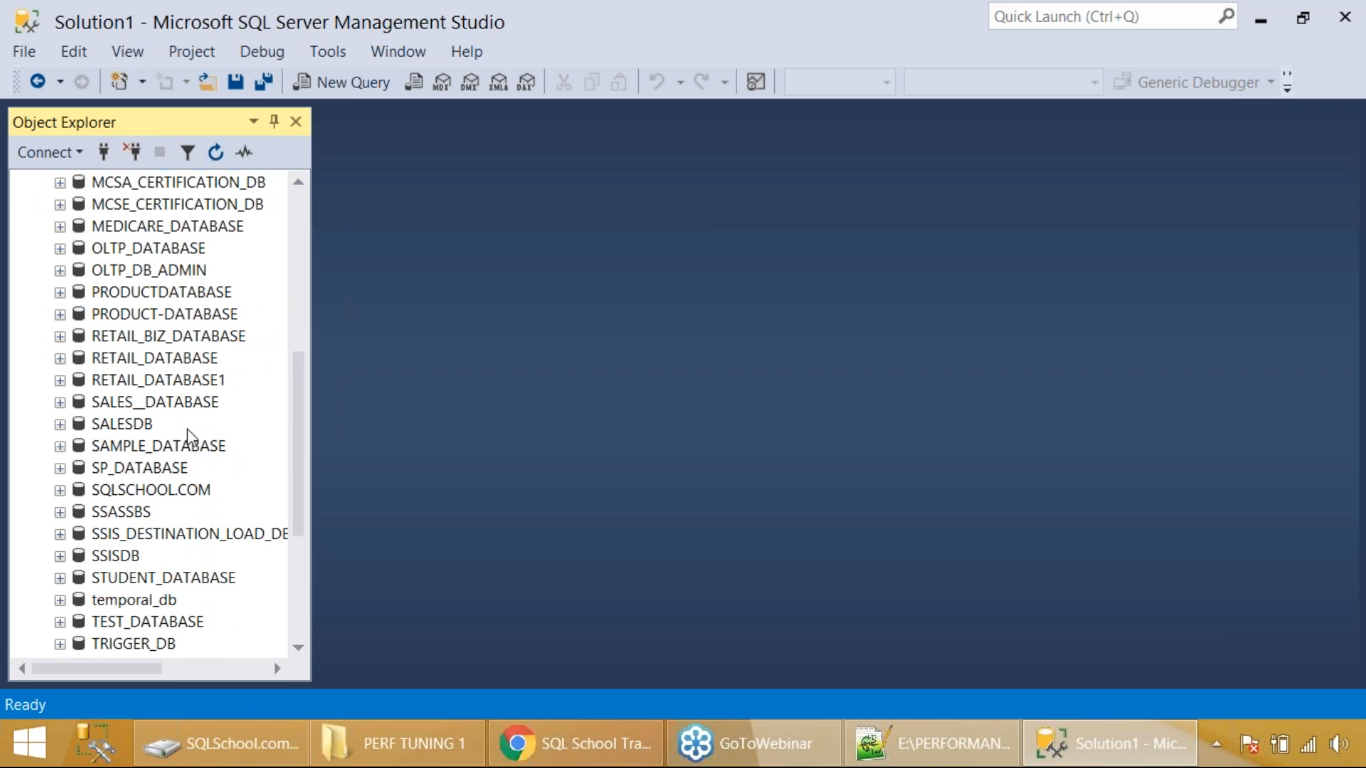 Solution1 - Microsoft SQL Server Management Studio
Quick Launch (Ctrl+Q)
File Edit View Project Debug Tools Window Help
New Query MDX DMX XMLA DAX Generic Debugger
Object Explorer
Connect
MCSA_CERTIFICATION_DB
MCSE_CERTIFICATION_DB
MEDICARE_DATABASE
OLTP_DATABASE
OLTP_DB_ADMIN
PRODUCTDATABASE
PRODUCT-DATABASE
RETAIL_BIZ_DATABASE
RETAIL_DATABASE
RETAIL_DATABASE1
SALES__DATABASE
SALESDB
SAMPLE_DATABASE
SP_DATABASE
SQLSCHOOL.COM
SSASSBS
SSIS_DESTINATION_LOAD_DE
SSISDB
STUDENT_DATABASE
temporal_db
TEST_DATABASE
TRIGGER_DB
Ready
SQLSchool.com... PERF TUNING 1 SQL School Tra... GoToWebinar E:\PERFORMAN... Solution1 - Mic...